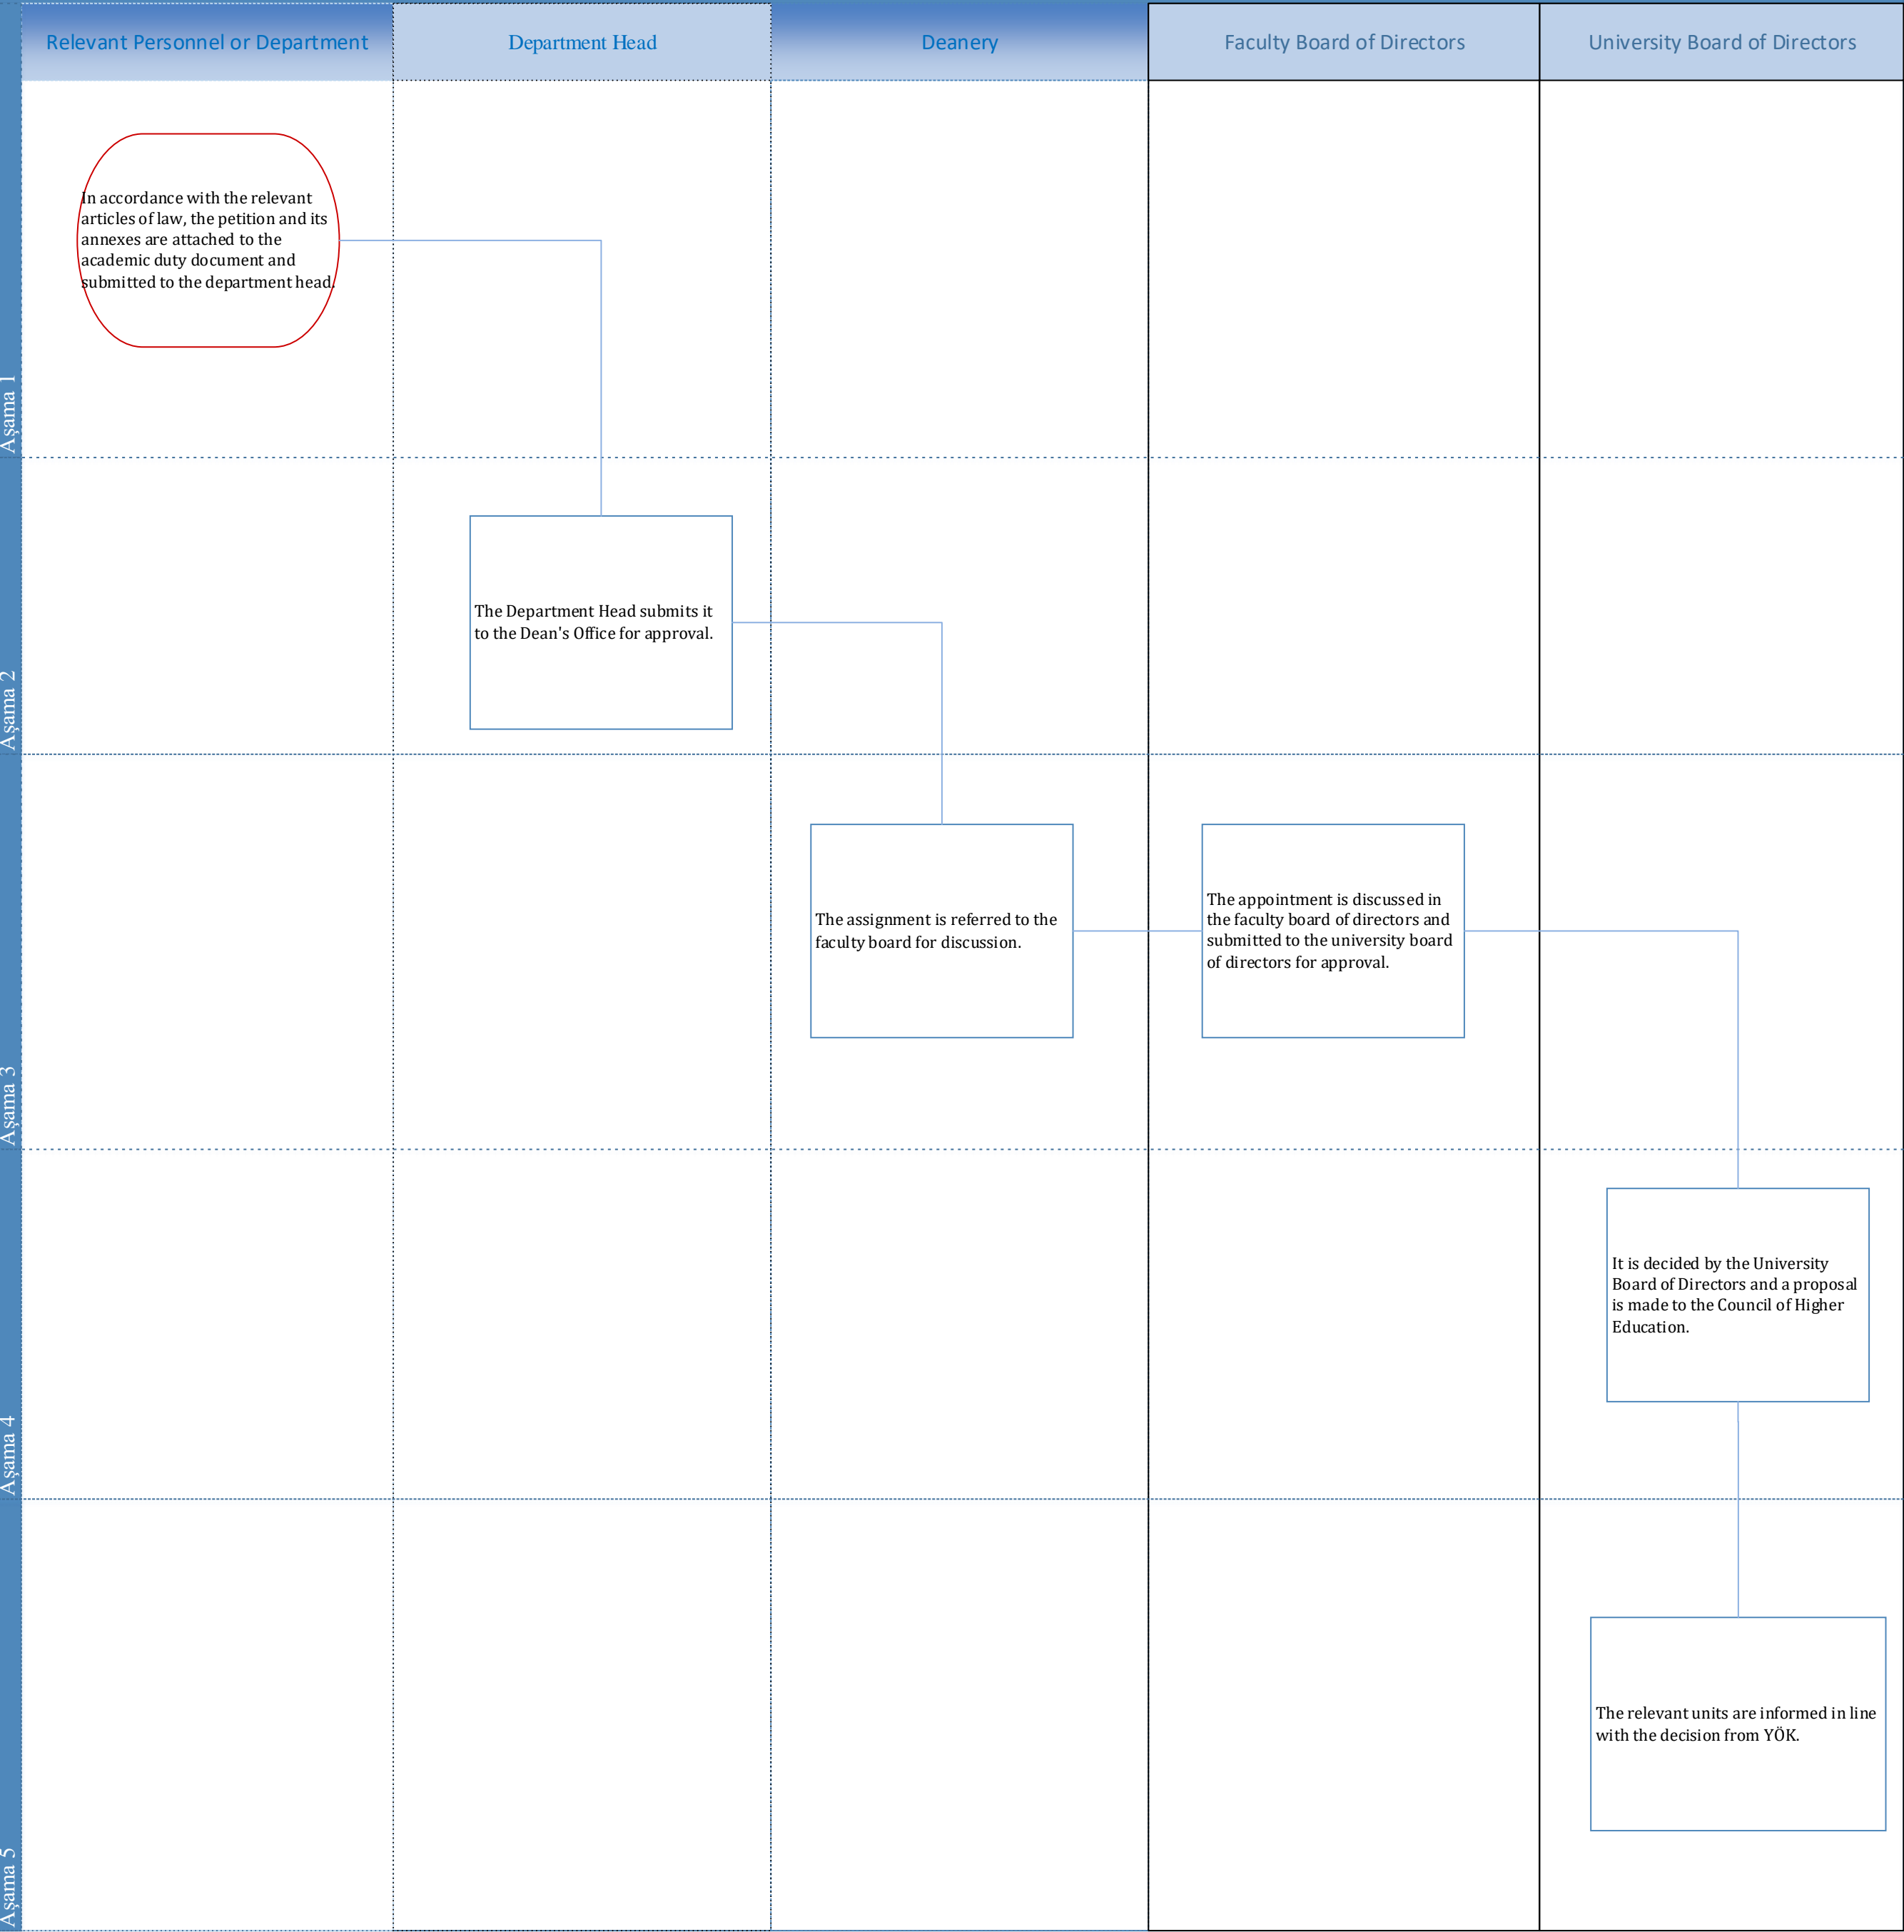 Relevant Personnel or Department
Department Head
Deanery
Faculty Board of Directors
University Board of Directors
In accordance with the relevant
articles of law, the petition and its
annexes are attached to the
academic duty document and
submitted to the department head.
Aşama 1
The Department Head submits it
to the Dean's Office for approval.
Aşama 2
The assignment is referred to the
faculty board for discussion.
The appointment is discussed in
the faculty board of directors and
submitted to the university board
of directors for approval.
Aşama 3
It is decided by the University
Board of Directors and a proposal
is made to the Council of Higher
Education.
Aşama 4
The relevant units are informed in line
with the decision from YÖK.
Aşama 5